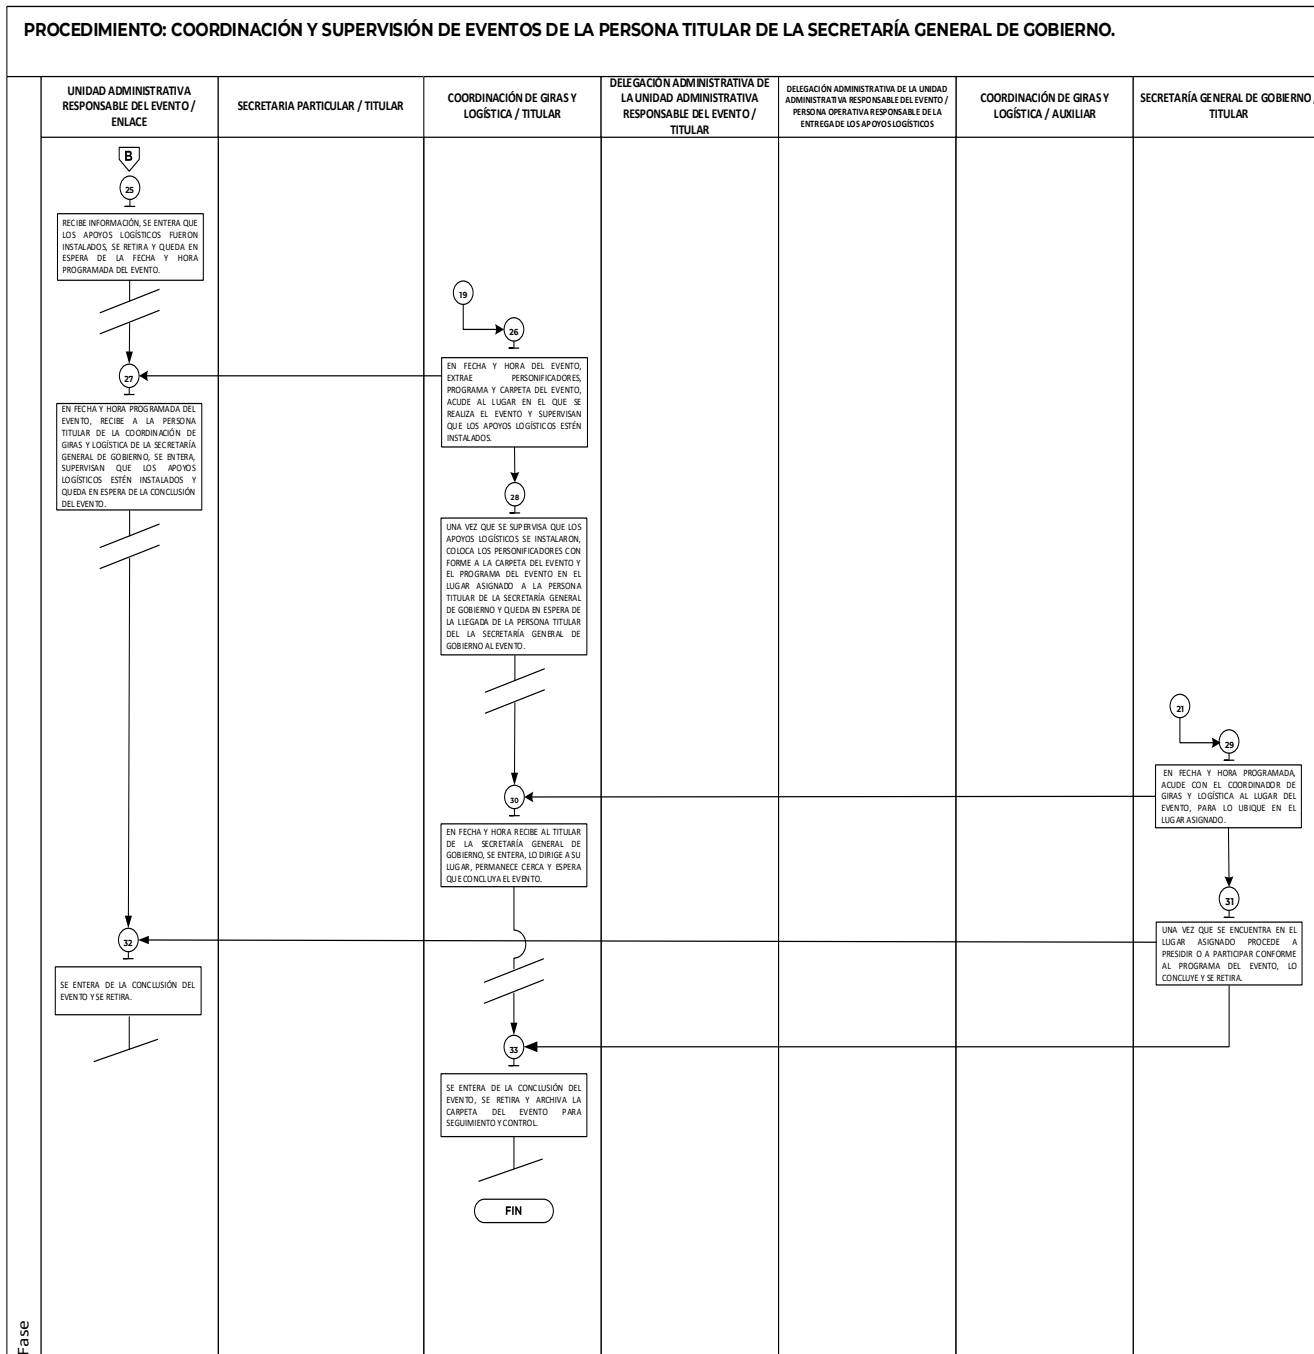 PROCEDIMIENTO: COORDINACIÓN Y SUPERVISIÓN DE EVENTOS DE LA PERSONA TITULAR DE LA SECRETARÍA GENERAL DE GOBIERNO.
UNIDAD ADMINISTRATIVA
RESPONSABLE DEL EVENTO /
ENLACE
SECRETARIA PARTICULAR / TITULAR
COORDINACIÓN DE GIRAS Y
LOGÍSTICA / TITULAR
DELEGACIÓN ADMINISTRATIVA DE
LA UNIDAD ADMINISTRATIVA
RESPONSABLE DEL EVENTO /
TITULAR
DELEGACIÓN ADMINISTRATIVA DE LA UNIDAD
ADMINISTRATIVA RESPONSABLE DEL EVENTO /
PERSONA OPERATIVA RESPONSABLE DE LA
ENTREGA DE LOS APOYOS LOGÍSTICOS
COORDINACIÓN DE GIRAS Y
LOGÍSTICA / AUXILIAR
SECRETARÍA GENERAL DE GOBIERNO /
TITULAR
B
25
RECIBE INFORMACIÓN, SE ENTERA QUE
LOS APOYOS LOGÍSTICOS FUERON
INSTALADOS, SE RETIRA Y QUEDA EN
ESPERA DE LA FECHA Y HORA
PROGRAMADA DEL EVENTO.
19
26
EN FECHA Y HORA DEL EVENTO,
EXTRAE PERSONIFICADORES,
PROGRAMA Y CARPETA DEL EVENTO,
ACUDE AL LUGAR EN EL QUE SE
REALIZA EL EVENTO Y SUPERVISAN
QUE LOS APOYOS LOGÍSTICOS ESTÉN
INSTALADOS.
27
EN FECHA Y HORA PROGRAMADA DEL
EVENTO, RECIBE A LA PERSONA
TITULAR DE LA COORDINACIÓN DE
GIRAS Y LOGÍSTICA DE LA SECRETARÍA
GENERAL DE GOBIERNO, SE ENTERA,
SUPERVISAN QUE LOS APOYOS
LOGÍSTICOS ESTÉN INSTALADOS Y
QUEDA EN ESPERA DE LA CONCLUSIÓN
DEL EVENTO.
28
UNA VEZ QUE SE SUPERVISA QUE LOS
APOYOS LOGÍSTICOS SE INSTALARON,
COLOCA LOS PERSONIFICADORES CON
FORME A LA CARPETA DEL EVENTO Y
EL PROGRAMA DEL EVENTO EN EL
LUGAR ASIGNADO A LA PERSONA
TITULAR DE LA SECRETARÍA GENERAL
DE GOBIERNO Y QUEDA EN ESPERA DE
LA LLEGADA DE LA PERSONA TITULAR
DEL LA SECRETARÍA GENERAL DE
GOBIERNO AL EVENTO.
21
29
EN FECHA Y HORA PROGRAMADA,
ACUDE CON EL COORDINADOR DE
GIRAS Y LOGÍSTICA AL LUGAR DEL
EVENTO, PARA LO UBIQUE EN EL
LUGAR ASIGNADO.
30
EN FECHA Y HORA RECIBE AL TITULAR
DE LA SECRETARÍA GENERAL DE
GOBIERNO, SE ENTERA, LO DIRIGE A SU
LUGAR, PERMANECE CERCA Y ESPERA
QUE CONCLUYA EL EVENTO.
31
UNA VEZ QUE SE ENCUENTRA EN EL
LUGAR ASIGNADO PROCEDE A
PRESIDIR O A PARTICIPAR CONFORME
AL PROGRAMA DEL EVENTO, LO
CONCLUYE Y SE RETIRA.
32
SE ENTERA DE LA CONCLUSIÓN DEL
EVENTO Y SE RETIRA.
33
SE ENTERA DE LA CONCLUSIÓN DEL
EVENTO, SE RETIRA Y ARCHIVA LA
CARPETA DEL EVENTO PARA
SEGUIMIENTO Y CONTROL.
FIN
Fase